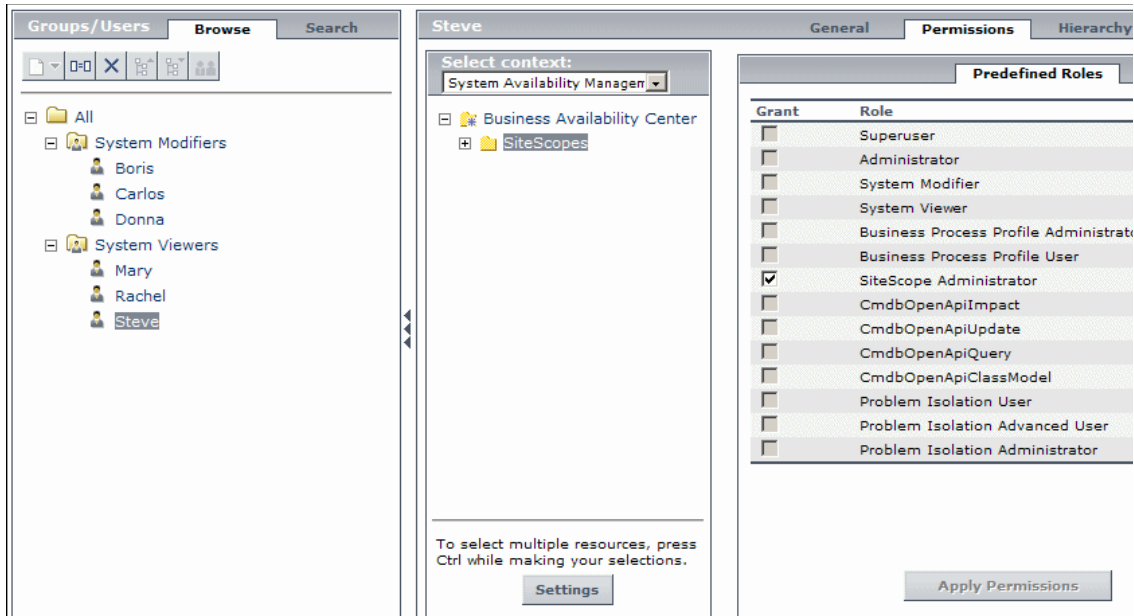 Groups/Users Browse Search
All
System Modifiers
Boris
Carlos
Donna
System Viewers
Mary
Rachel
Steve
Steve General Permissions Hierarchy
Select context:
System Availability Managem
Business Availability Center
SiteScopes
To select multiple resources, press
Ctrl while making your selections.
Settings
Predefined Roles
Grant Role
Superuser
Administrator
System Modifier
System Viewer
Business Process Profile Administrato
Business Process Profile User
SiteScope Administrator
CmdbOpenApiImpact
CmdbOpenApiUpdate
CmdbOpenApiQuery
CmdbOpenApiClassModel
Problem Isolation User
Problem Isolation Advanced User
Problem Isolation Administrator
Apply Permissions